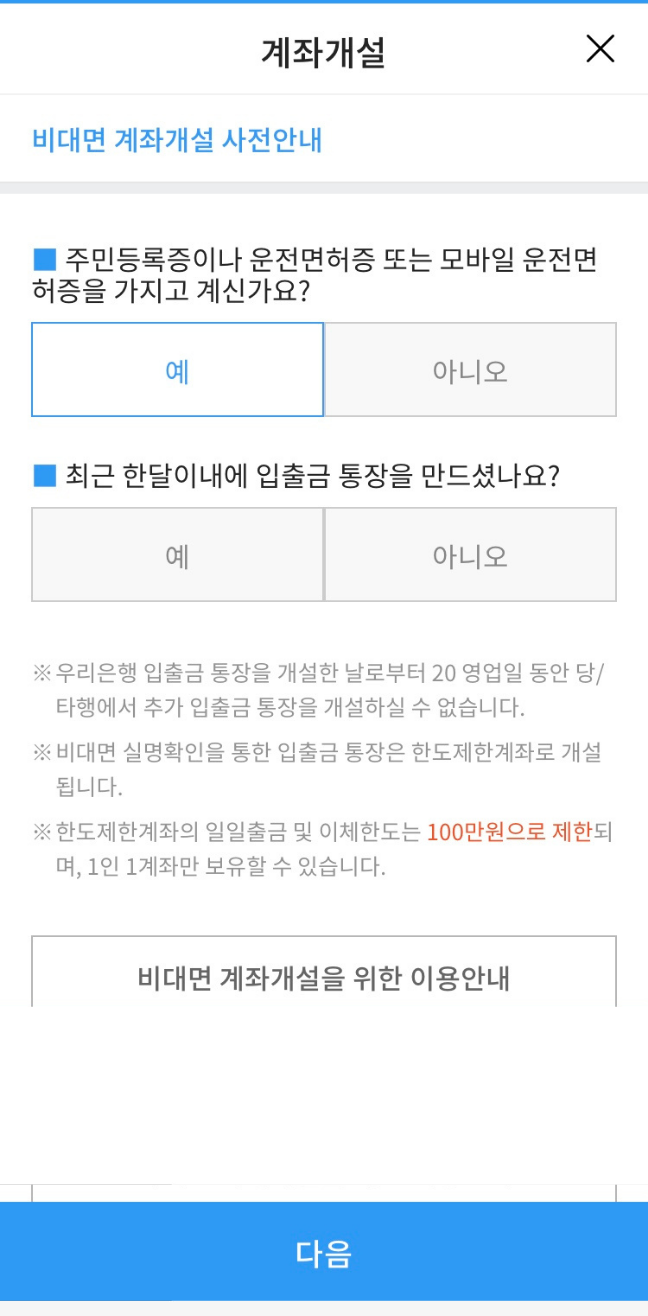 계좌개설
비대면 계좌개설 사전안내
■ 주민등록증이나 운전면허증 또는 모바일 운전면
허증을 가지고 계신가요?
예 아니오
■ 최근 한달이내에 입출금 통장을 만드셨나요?
예 아니오
※ 우리은행 입출금 통장을 개설한 날로부터 20 영업일 동안 당/
타행에서 추가 입출금 통장을 개설하실 수 없습니다.
※ 비대면 실명확인을 통한 입출금 통장은 한도제한계좌로 개설
됩니다.
※ 한도제한계좌의 일일출금 및 이체한도는 100만원으로 제한되
며, 1인 1계좌만 보유할 수 있습니다.
비대면 계좌개설을 위한 이용안내
다음